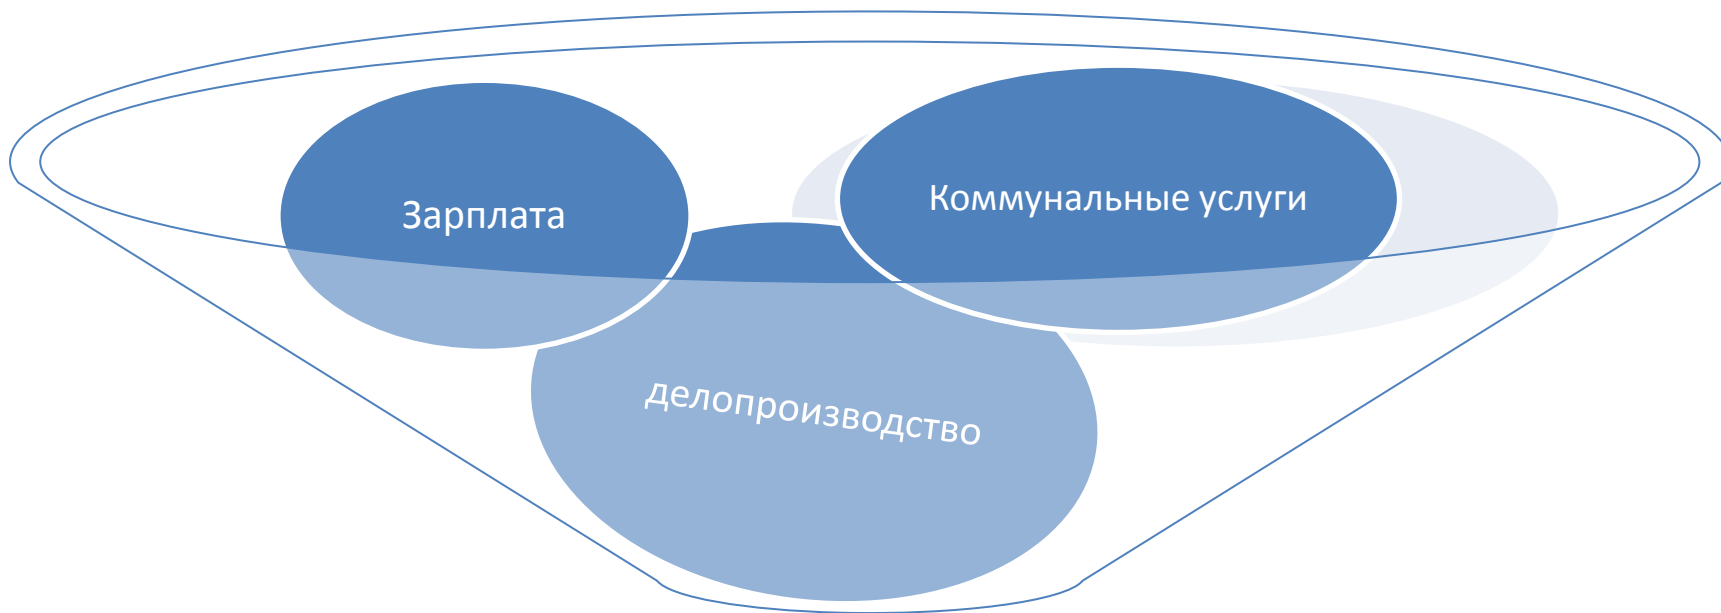 Зарплата
Коммунальные услуги
делопроизводство